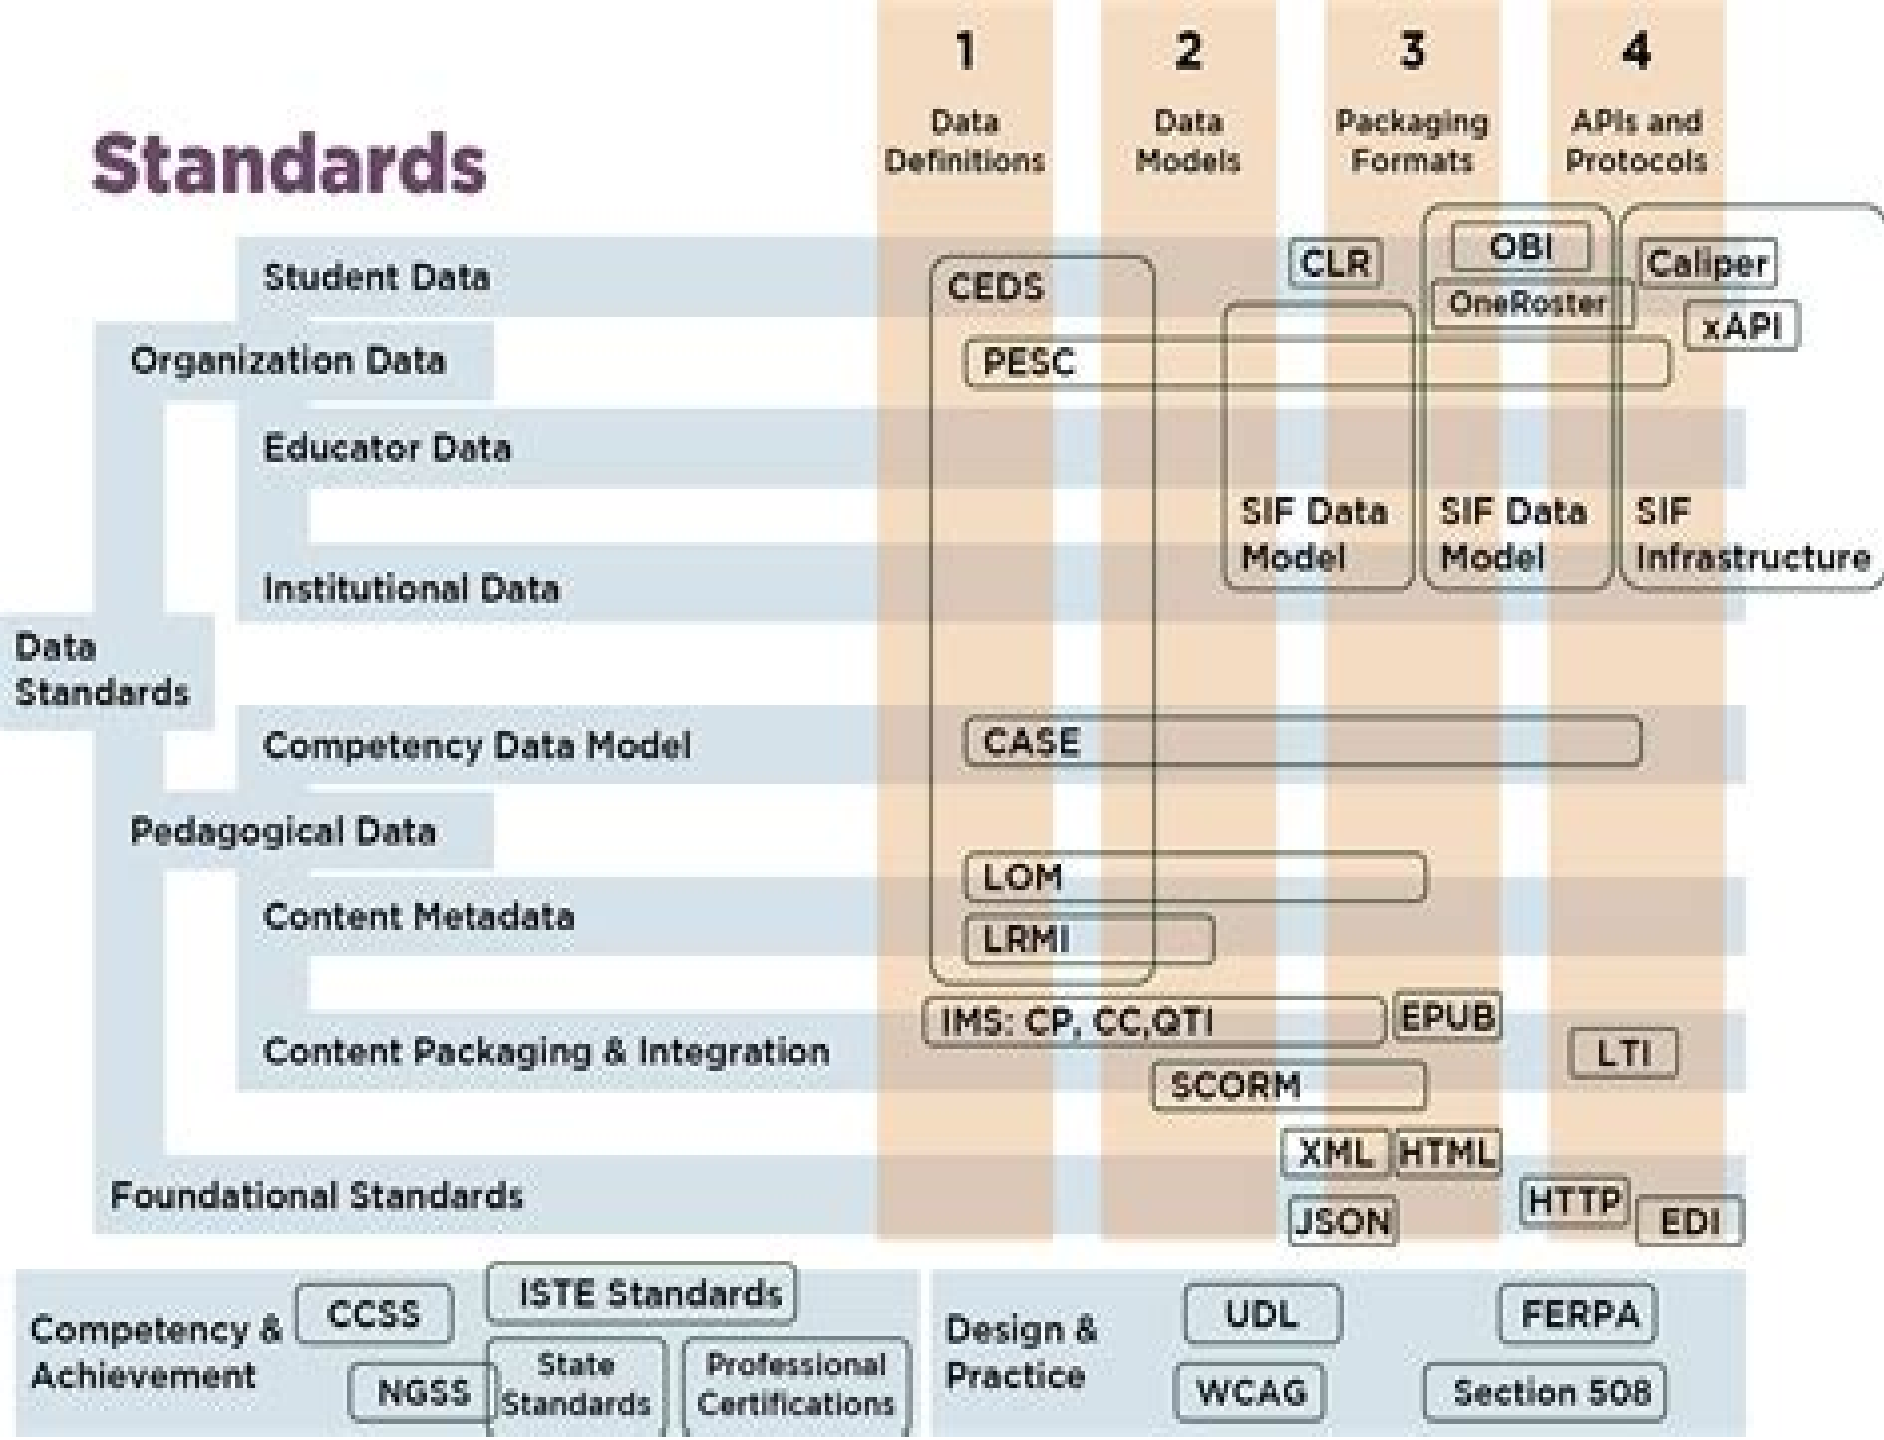 1
2
3
4
Data
Definitions
Data
Models
Packaging
Formats
APIs and
Protocols
Standards
Student Data
CEDS
CLR
OBI
OneRoster
Caliper
xAPI
Organization Data
PESC
Educator Data
SIF Data
Model
SIF Data
Model
SIF
Infrastructure
Institutional Data
Data
Standards
Competency Data Model
CASE
Pedagogical Data
LOM
Content Metadata
LRMI
IMS: CP, CC,QTI
EPUB
Content Packaging & Integration
LTI
SCORM
XML
HTML
Foundational Standards
JSON
HTTP
EDI
Competency &
Achievement
CCSS
ISTE Standards
NGSS
State
Standards
Professional
Certifications
Design &
Practice
UDL
FERPA
WCAG
Section 508